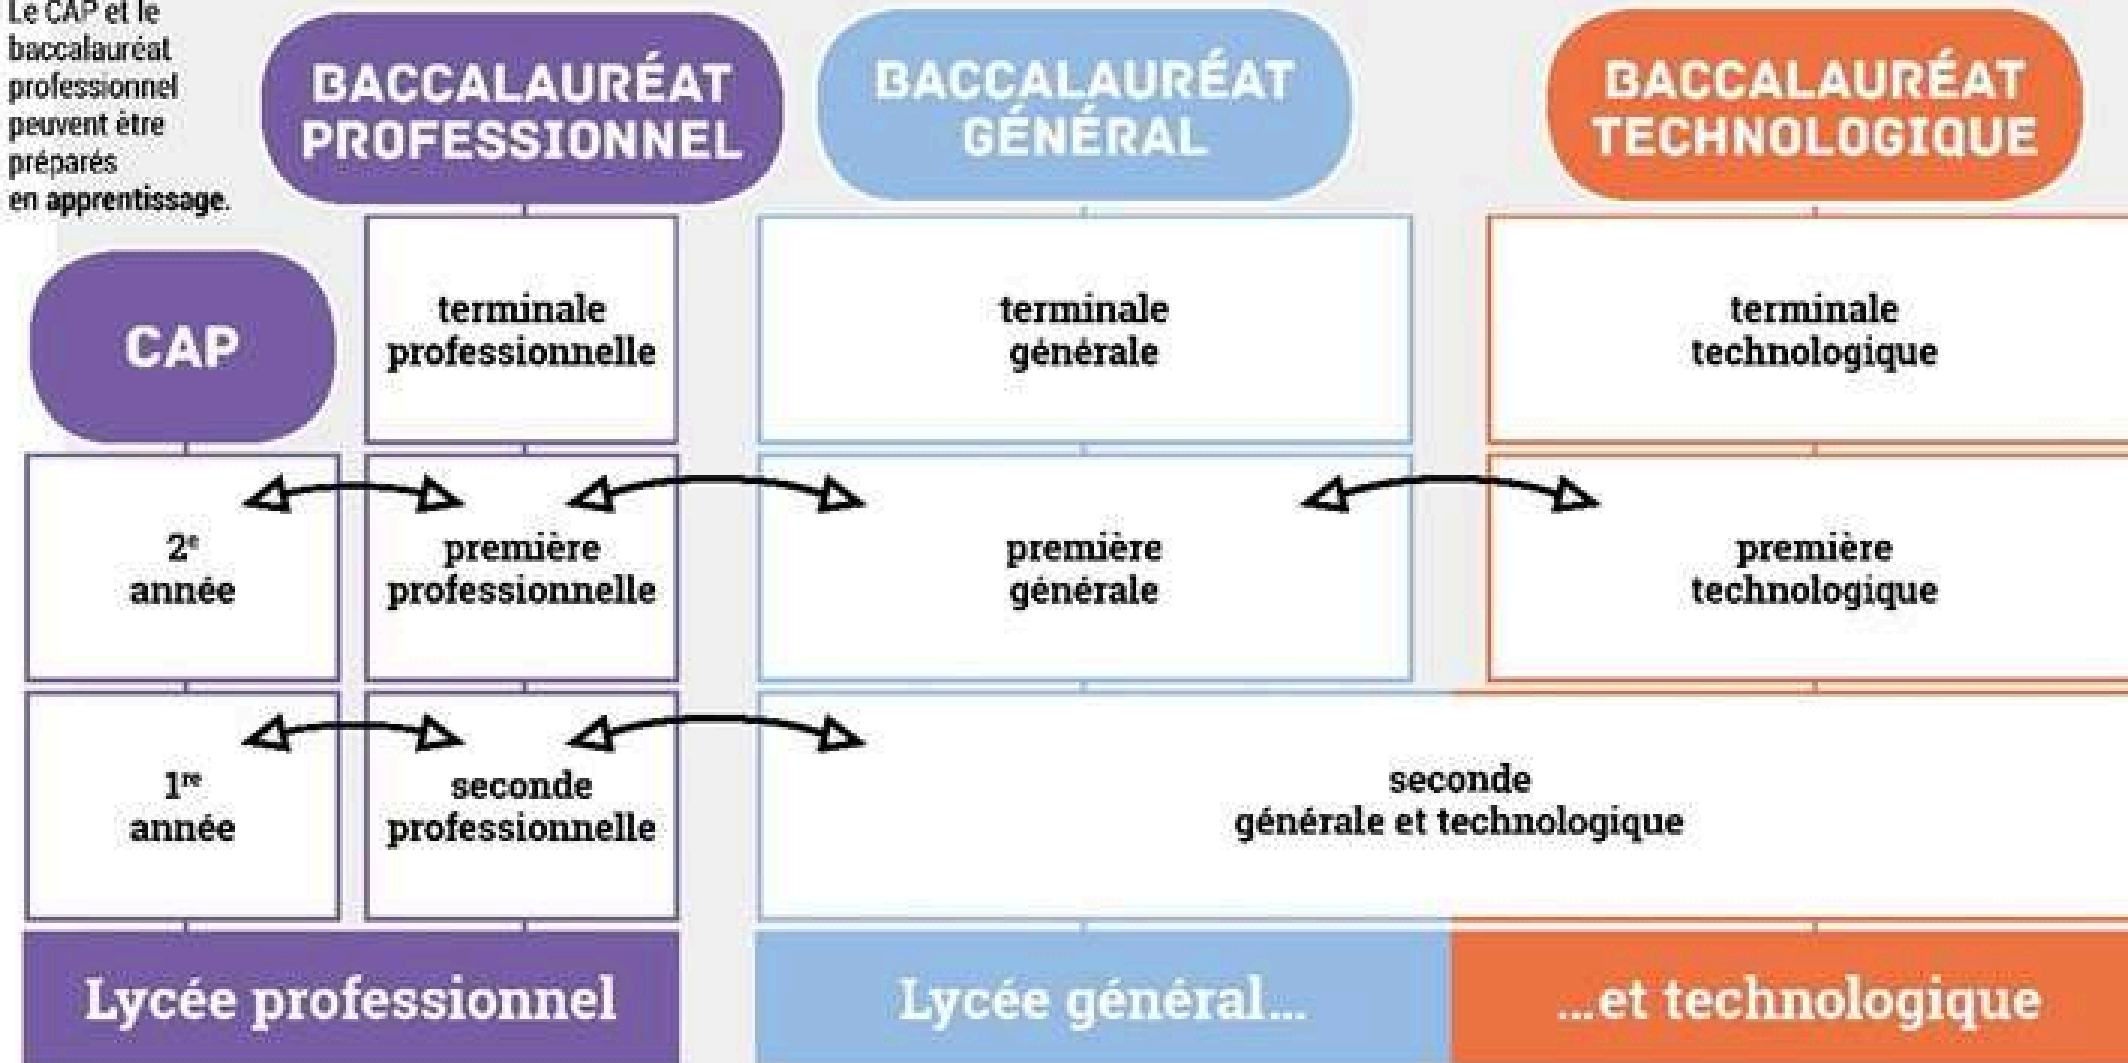 Le CAP et le
baccalauréat
professionnel
peuvent être
préparés
en apprentissage.
BACCALAURÉAT
PROFESSIONNEL
BACCALAURÉAT
GÉNÉRAL
BACCALAURÉAT
TECHNOLOGIQUE
CAP
terminale
professionnelle
terminale
générale
terminale
technologique
2e
année
première
professionnelle
première
générale
première
technologique
1re
année
seconde
professionnelle
seconde
générale et technologique
Lycée professionnel
Lycée général...
...et technologique